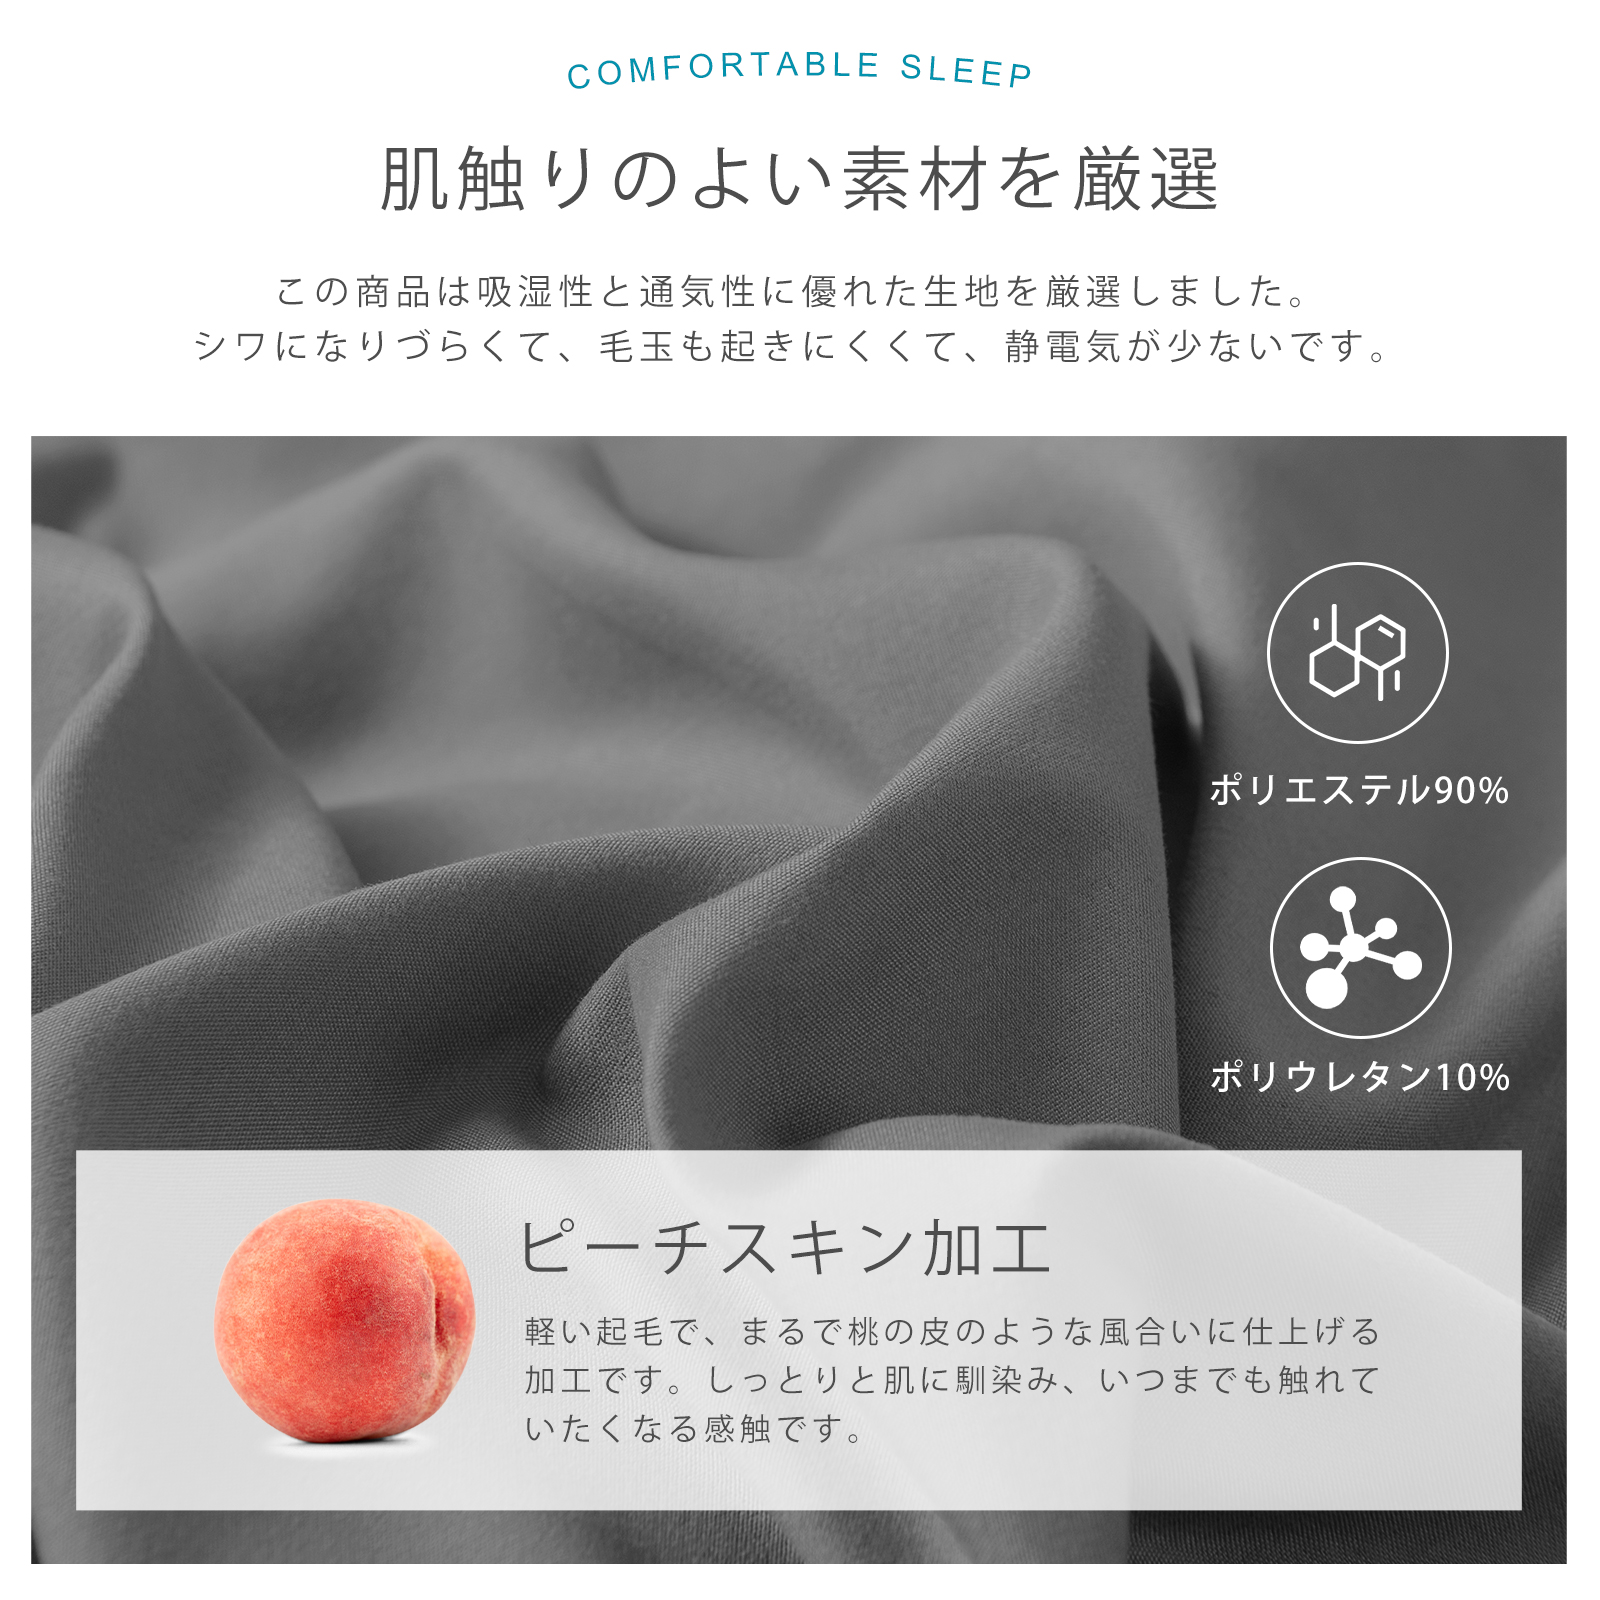 COMFORTABLE SLEEP
肌触りのよい素材を厳選
この商品は吸湿性と通気性に優れた生地を厳選しました。
シワになりづらくて、毛玉も起きにくくて、静電気が少ないです。
ポリエステル90%
ポリウレタン10%
ピーチスキン加工
軽い起毛で、まるで桃の皮のような風合いに仕上げる
加工です。しっとりと肌に馴染み、いつまでも触れて
いたくなる感触です。